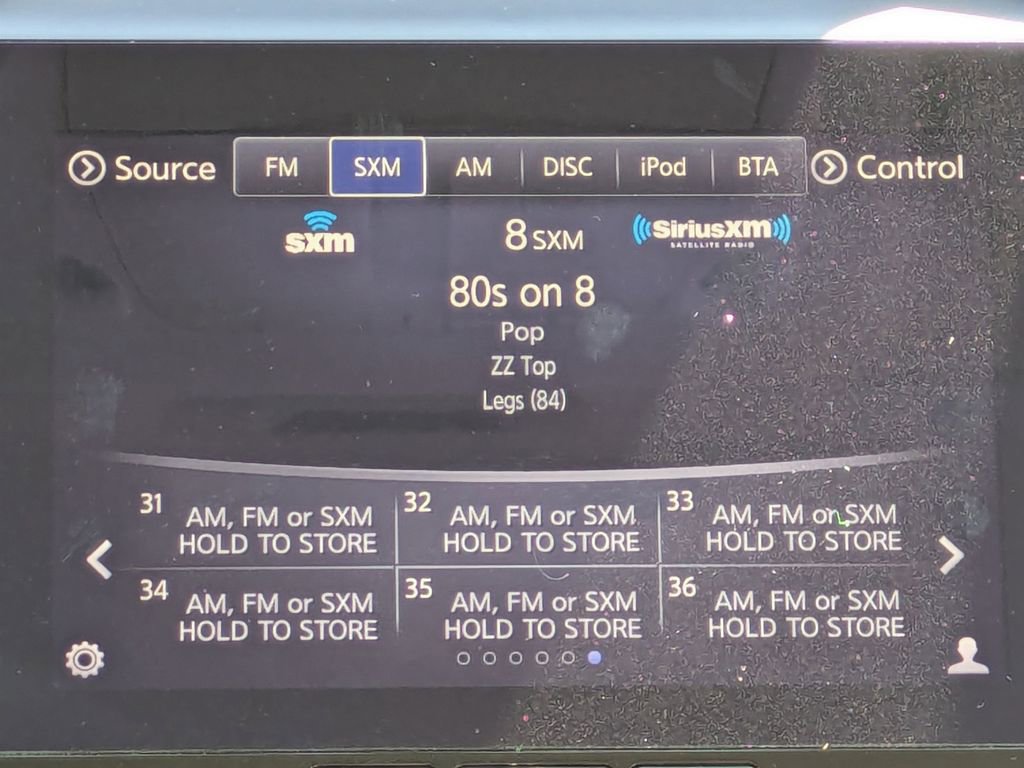 Source FM SXM AM DISC iPod BTA Control
sxm 8 SXM SiriusXM
SATELLITE RADIO
80s on 8
Pop
ZZ Top
Legs (84)
31 AM, FM or SXM
HOLD TO STORE
32 AM, FM or SXM
HOLD TO STORE
33 AM, FM or SXM
HOLD TO STORE
34 AM, FM or SXM
HOLD TO STORE
35 AM, FM or SXM
HOLD TO STORE
36 AM, FM or SXM
HOLD TO STORE